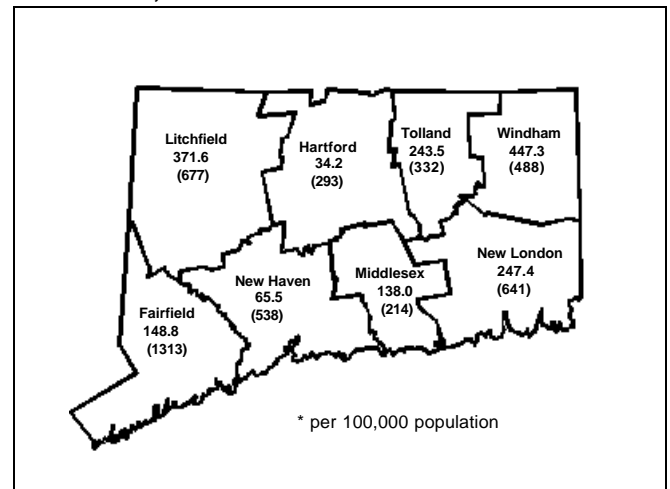 Litchfield
371.6
(677)
Hartford
34.2
(293)
Tolland
243.5
(332)
Windham
447.3
(488)
New London
247.4
(641)
Middlesex
138.0
(214)
New Haven
65.5
(538)
Fairfield
148.8
(1313)
* per 100,000 population